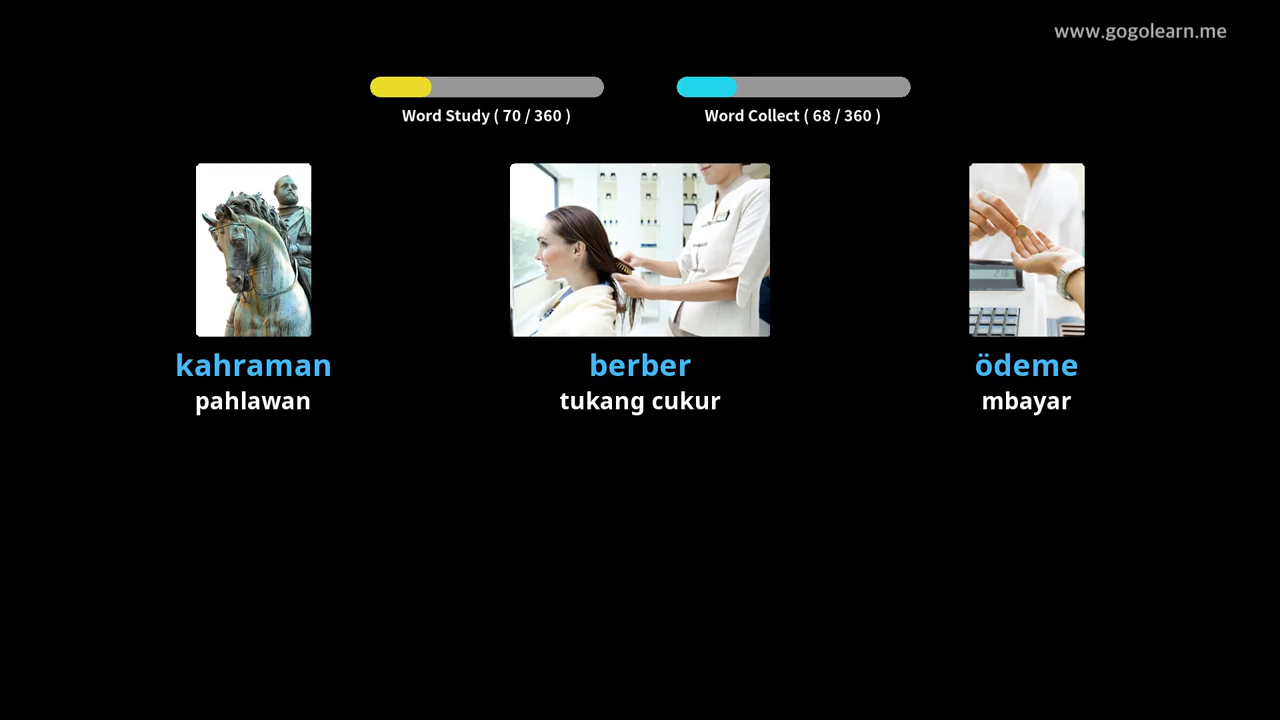 www.gogolearn.me
Word Study ( 70 / 360 )
Word Collect ( 68 / 360 )
kahraman
pahlawan
berber
tukang cukur
ödeme
mbayar